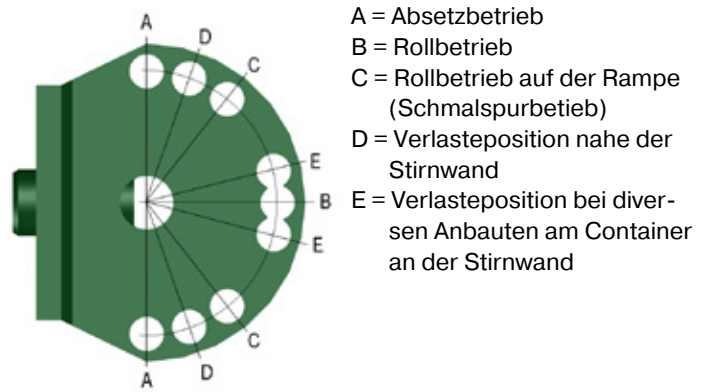 A
D
C
E
B
E
C
D
A
A = Absetzbetrieb
B = Rollbetrieb
C = Rollbetrieb auf der Rampe
(Schmalspurbetieb)
D = Verlasteposition nahe der
Stirnwand
E = Verlasteposition bei diver-
sen Anbauten am Container
an der Stirnwand